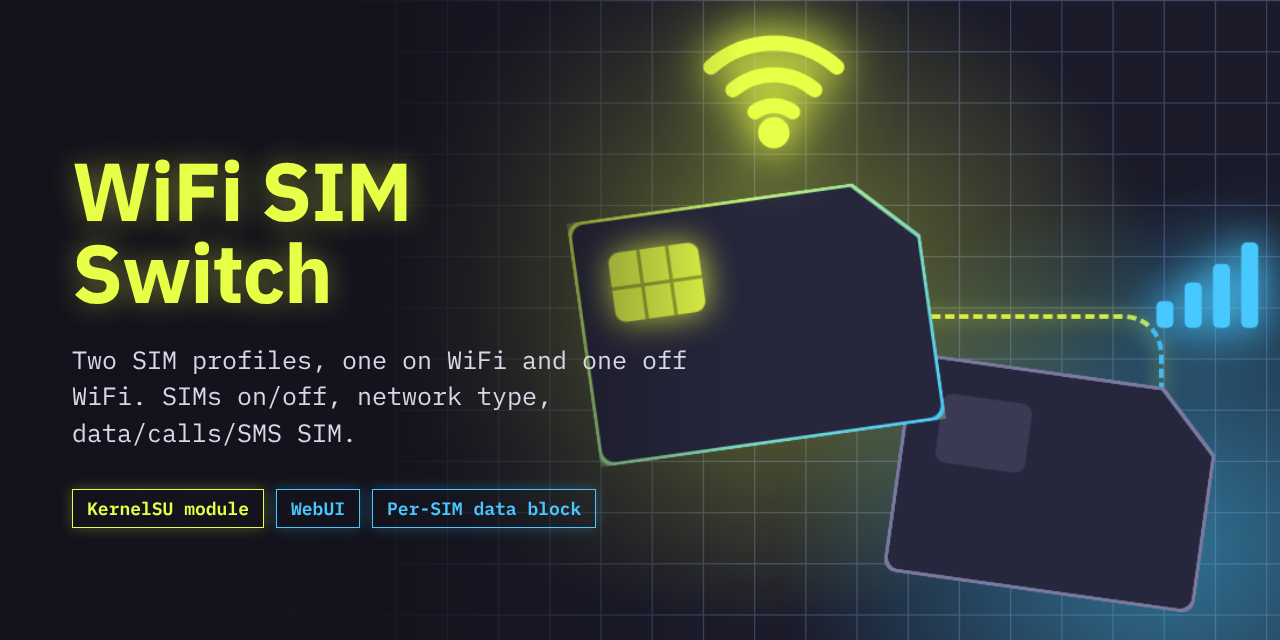 WiFi SIM
Switch
Two SIM profiles, one on WiFi and one off
WiFi. SIMs on/off, network type,
data/calls/SMS SIM.
KernelSU module
WebUI
Per-SIM data block